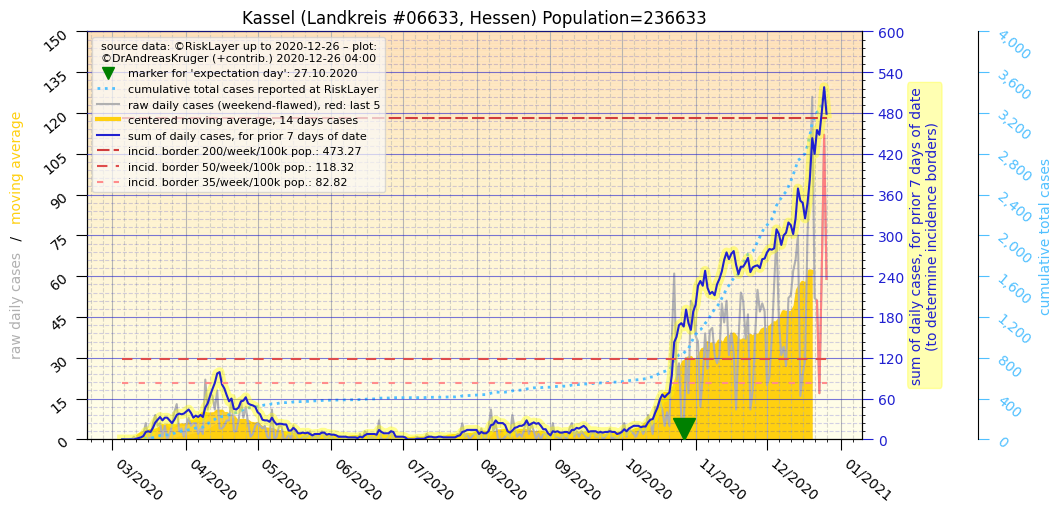 Kassel (Landkreis #06633, Hessen) Population=236633
source data: ©RiskLayer up to 2020-12-26 – plot:
©DrAndreasKruger (+contrib.) 2020-12-26 04:00
marker for 'expectation day': 27.10.2020
cumulative total cases reported at RiskLayer
raw daily cases (weekend-flawed), red: last 5
centered moving average, 14 days cases
sum of daily cases, for prior 7 days of date
incid. border 200/week/100k pop.: 473.27
incid. border 50/week/100k pop.: 118.32
incid. border 35/week/100k pop.: 82.82
raw daily cases / moving average
150
135
120
105
90
75
60
45
30
15
0
03/2020
04/2020
05/2020
06/2020
07/2020
08/2020
09/2020
10/2020
11/2020
12/2020
01/2021
600
540
480
420
360
300
240
180
120
60
0
sum of daily cases, for prior 7 days of date
(to determine incidence borders)
4,000
3,600
3,200
2,800
2,400
2,000
1,600
1,200
800
400
0
cumulative total cases